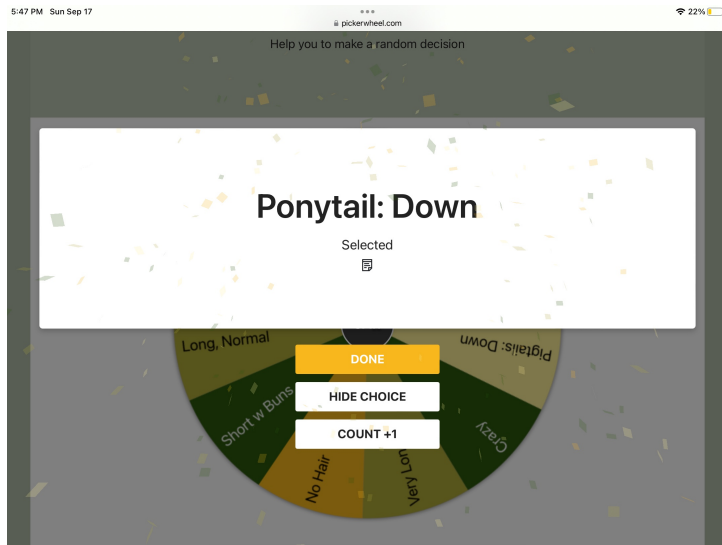 5:47 PM Sun Sep 17
pickerwheel.com
22%
Help you to make a random decision
Ponytail: Down
Selected
Long, Normal
Pigtails: Down
DONE
HIDE CHOICE
Short w Buns
Crazy
COUNT +1
No Hair
Very Lon